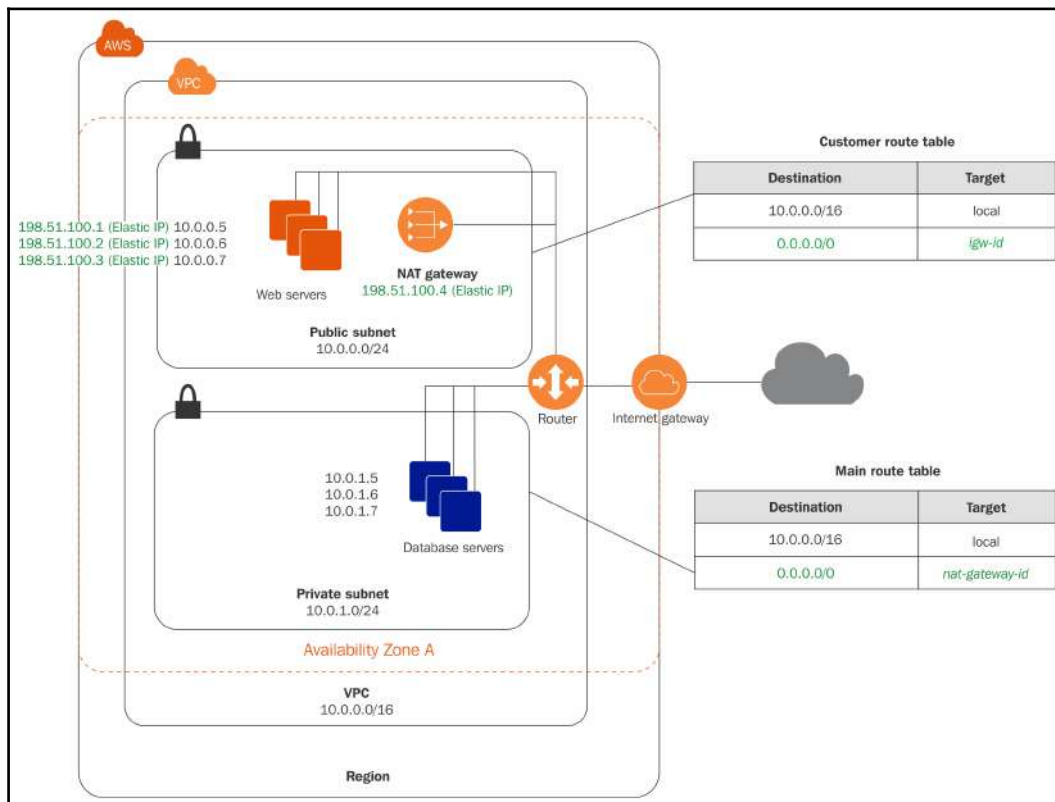 AWS
VPC
198.51.100.1 (Elastic IP) 10.0.0.5
198.51.100.2 (Elastic IP) 10.0.0.6
198.51.100.3 (Elastic IP) 10.0.0.7
Web servers
NAT gateway
198.51.100.4 (Elastic IP)
Public subnet
10.0.0.0/24
Customer route table
Destination Target
10.0.0.0/16 local
0.0.0.0/0 igw-id
Router
Internet gateway
10.0.1.5
10.0.1.6
10.0.1.7
Database servers
Private subnet
10.0.1.0/24
Main route table
Destination Target
10.0.0.0/16 local
0.0.0.0/0 nat-gateway-id
Availability Zone A
VPC
10.0.0.0/16
Region